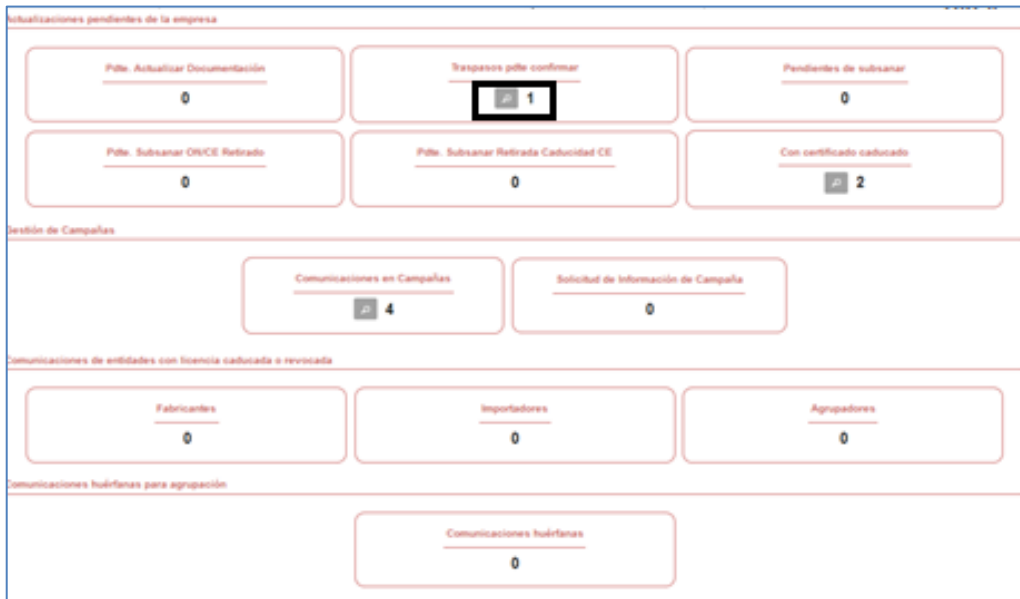 Actualizaciones pendientes de la empresa
Pdte. Actualizar Documentación
0
Traspasos pdte confirmar
1
Pendientes de subsanar
0
Pdte. Subsanar ON/CE Retirado
0
Pdte. Subsanar Retirada Caducidad CE
0
Con certificado caducado
2
Gestión de Campañas
Comunicaciones en Campañas
4
Solicitud de Información de Campaña
0
Comunicaciones de entidades con licencia caducada o revocada
Fabricantes
0
Importadores
0
Agrupadores
0
Comunicaciones huérfanas para agrupación
Comunicaciones huérfanas
0